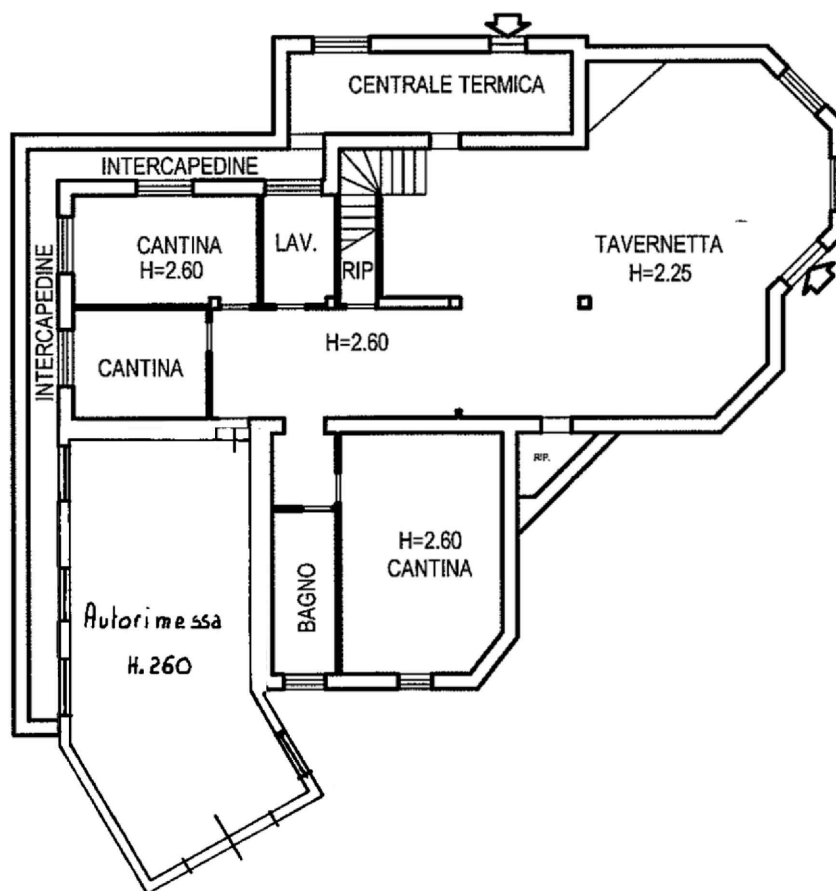 CENTRALE TERMICA
INTERCAPEDINE
CANTINA
H=2.60
LAV.
RIP
TAVERNETTA
H=2.25
INTERCAPEDINE
CANTINA
H=2.60
RIP.
H=2.60
CANTINA
BAGNO
Autorimessa
H.260